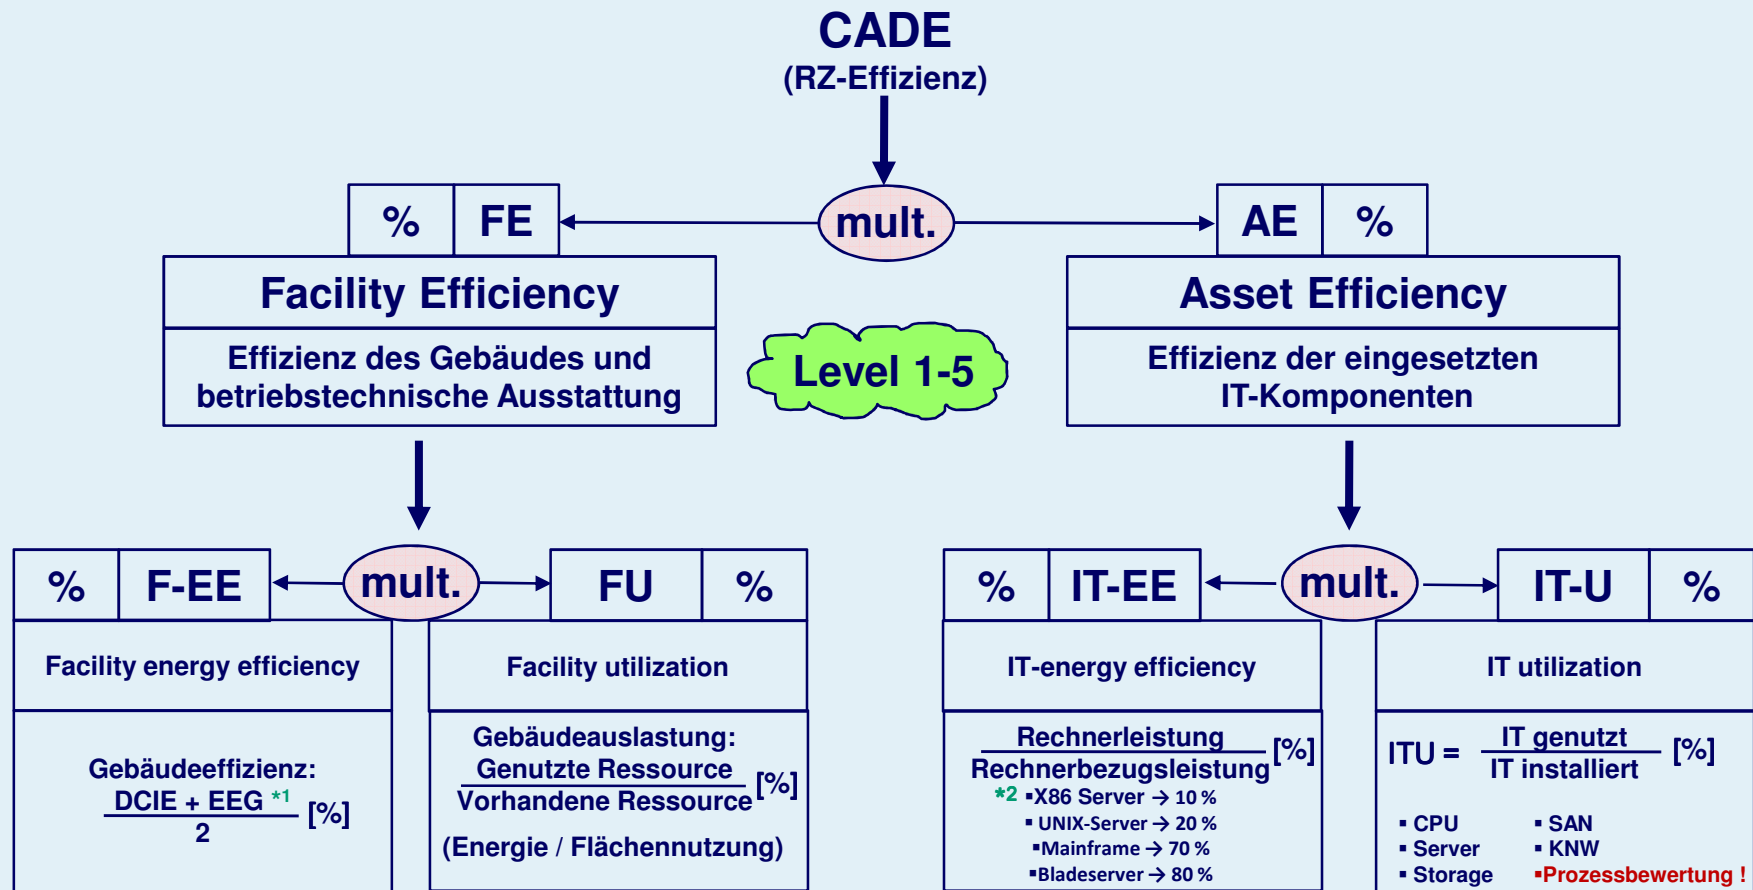 CADE
(RZ-Effizienz)
mult.
% FE
AE %
Facility Efficiency
Effizienz des Gebäudes und
betriebstechnische Ausstattung
Level 1-5
Asset Efficiency
Effizienz der eingesetzten
IT-Komponenten
% F-EE
mult.
FU %
Facility energy efficiency
Gebäudeeffizienz:
DCIE + EEG *1
2
[%]
Facility utilization
Gebäudeauslastung:
Genutzte Ressource
Vorhandene Ressource
[%]
(Energie / Flächennutzung)
% IT-EE
mult.
IT-U %
IT-energy efficiency
Rechnerleistung
Rechnerbezugsleistung
[%]
*2 ▪X86 Server → 10 %
▪ UNIX-Server → 20 %
▪Mainframe → 70 %
▪Bladeserver → 80 %
IT utilization
ITU =
IT genutzt
IT installiert
[%]
▪ CPU
▪ Server
▪ Storage
▪ SAN
▪ KNW
▪Prozessbewertung !